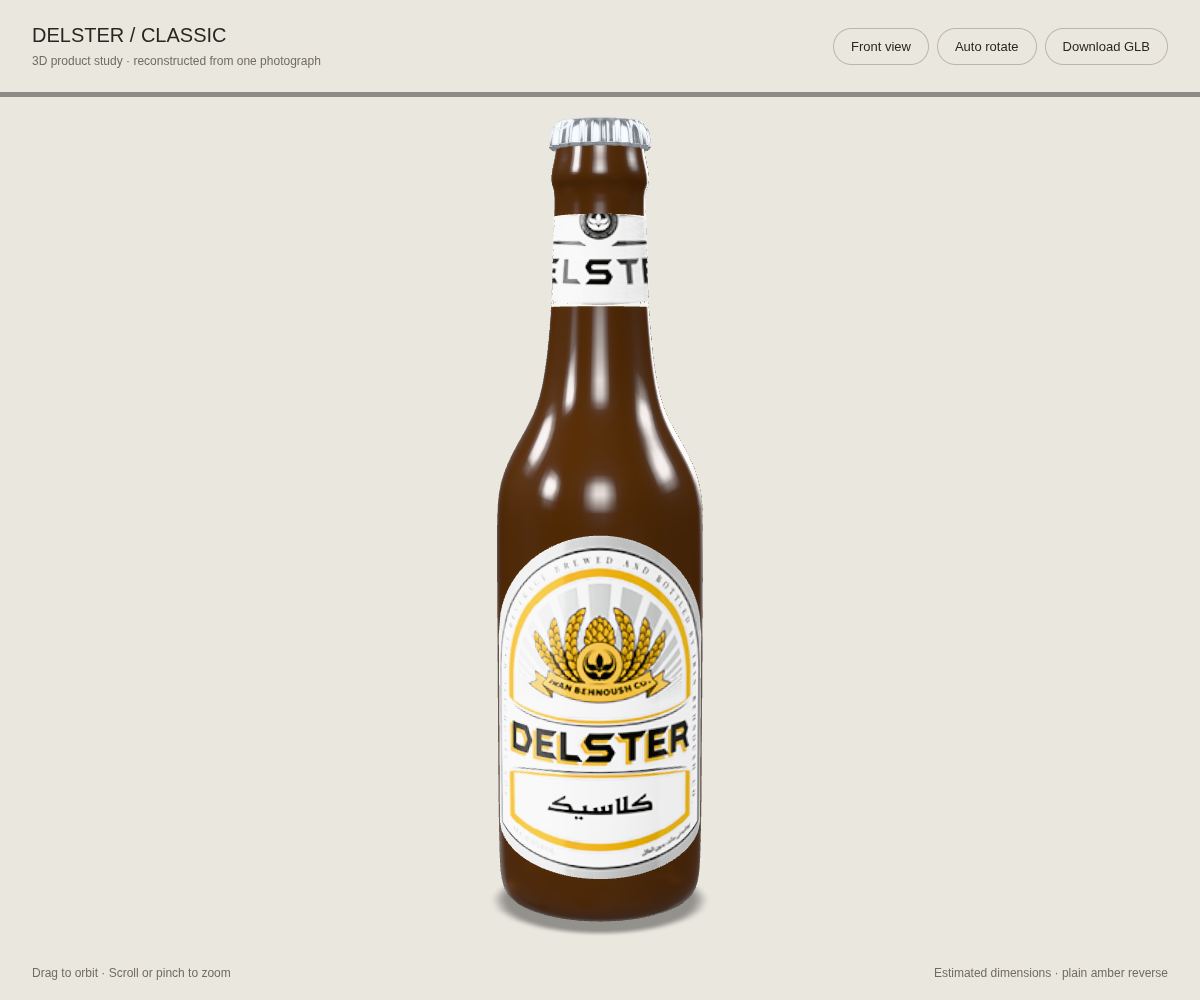 DELSTER / CLASSIC
3D product study · reconstructed from one photograph
Front view
Auto rotate
Download GLB
ELSTE
BREWED AND BOTTLED BY
IRAN BEHNOUSH CO.
DELSTER
کلاسیک
Drag to orbit · Scroll or pinch to zoom
Estimated dimensions · plain amber reverse